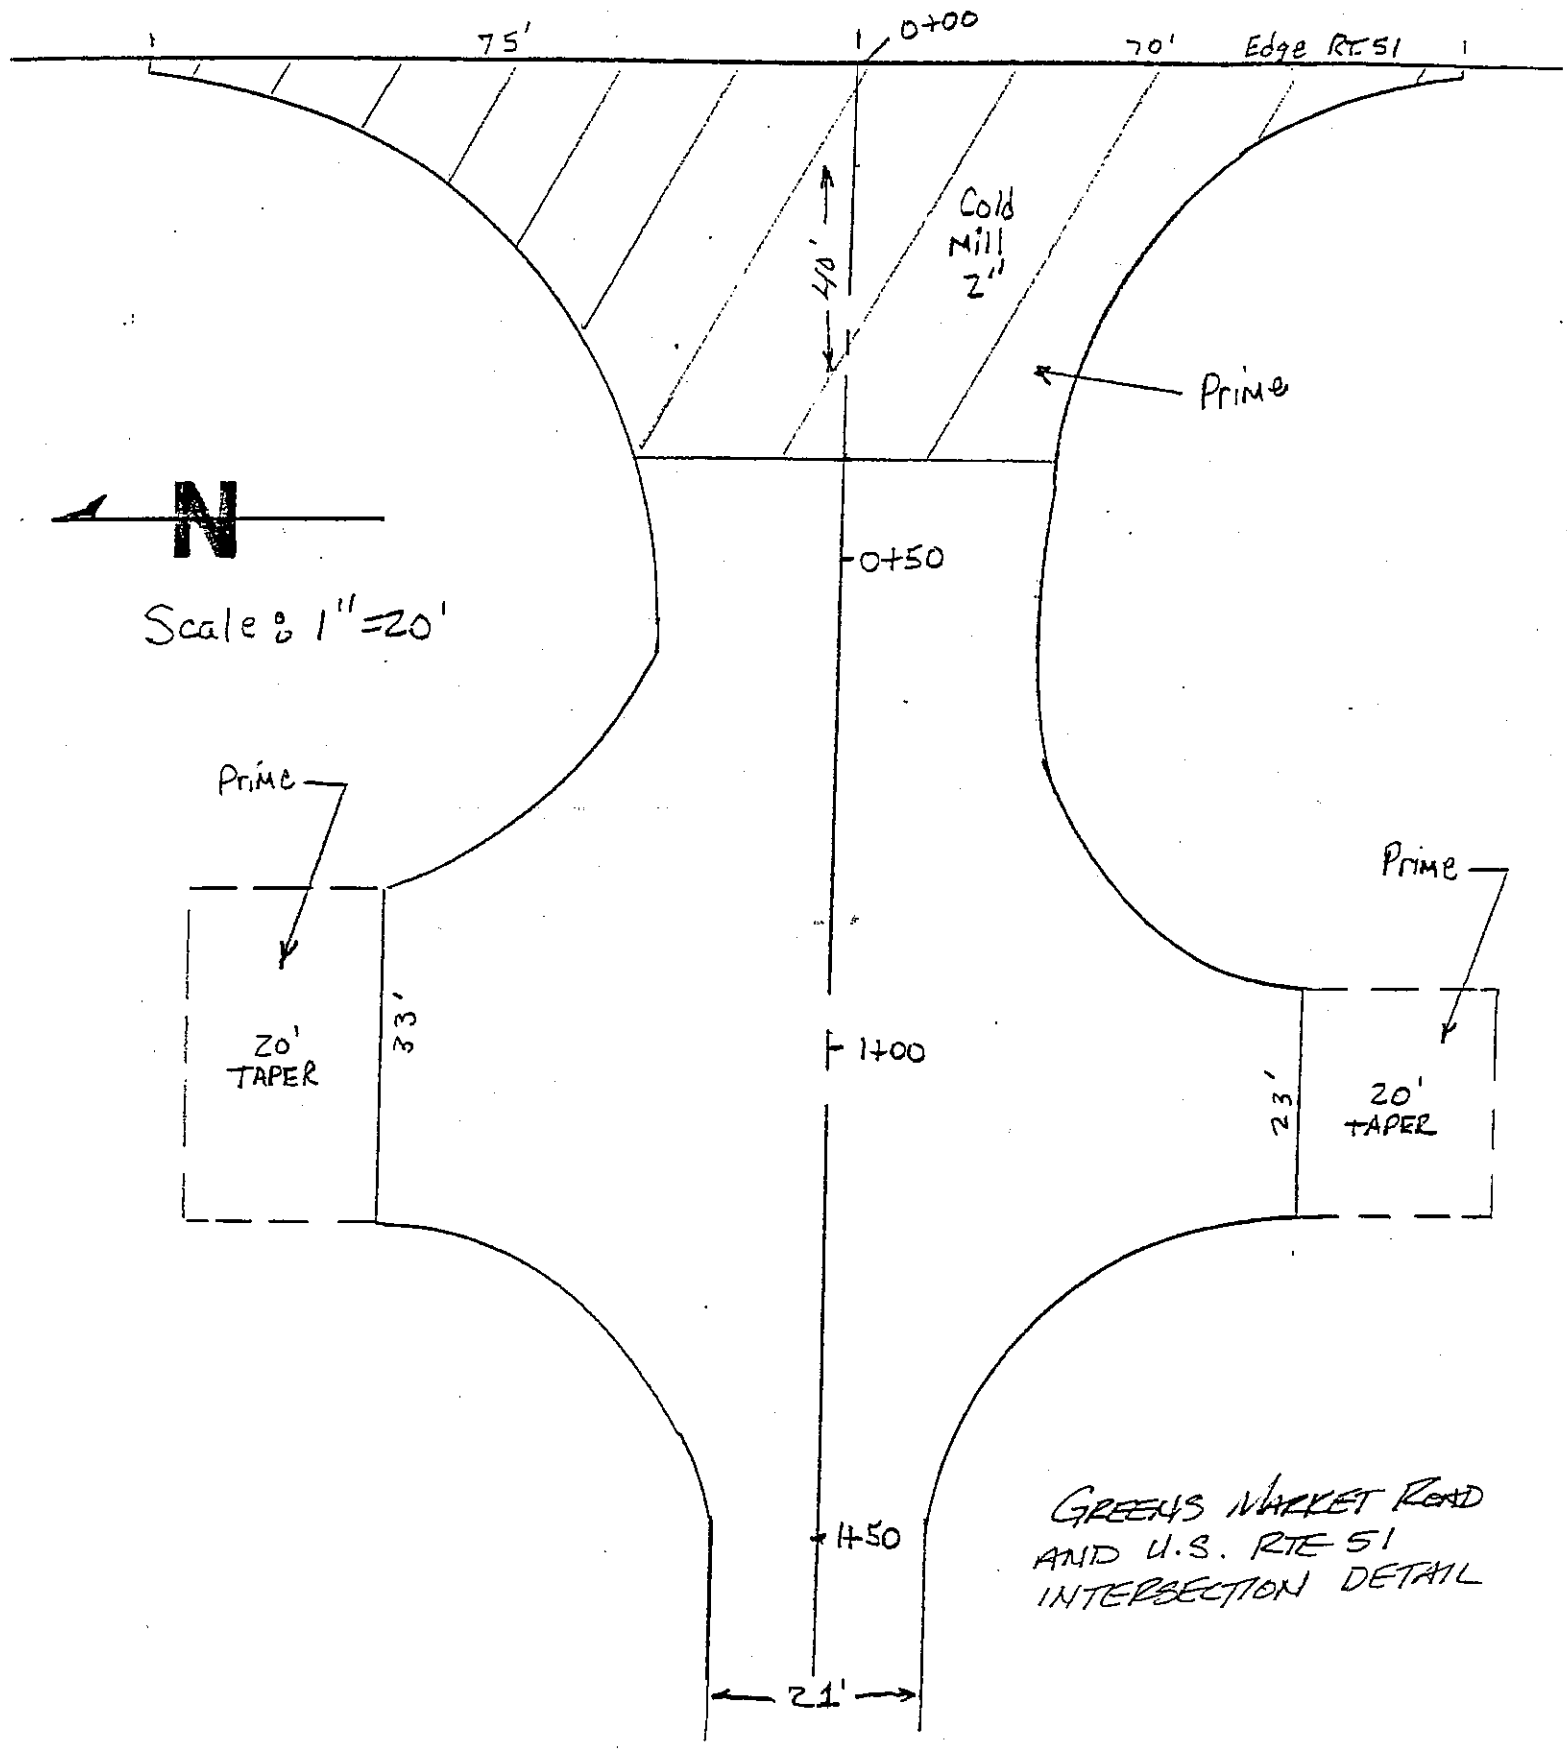 0+00
75'
70'
Edge RTE 51
40'
Cold
Mill
2"
Prime
N
0+50
Scale: 1"=20'
Prime
Prime
33'
20'
TAPER
1+00
23'
20'
TAPER
1+50
GREENS MARKET ROAD
AND U.S. RTE 51
INTERSECTION DETAIL
21'